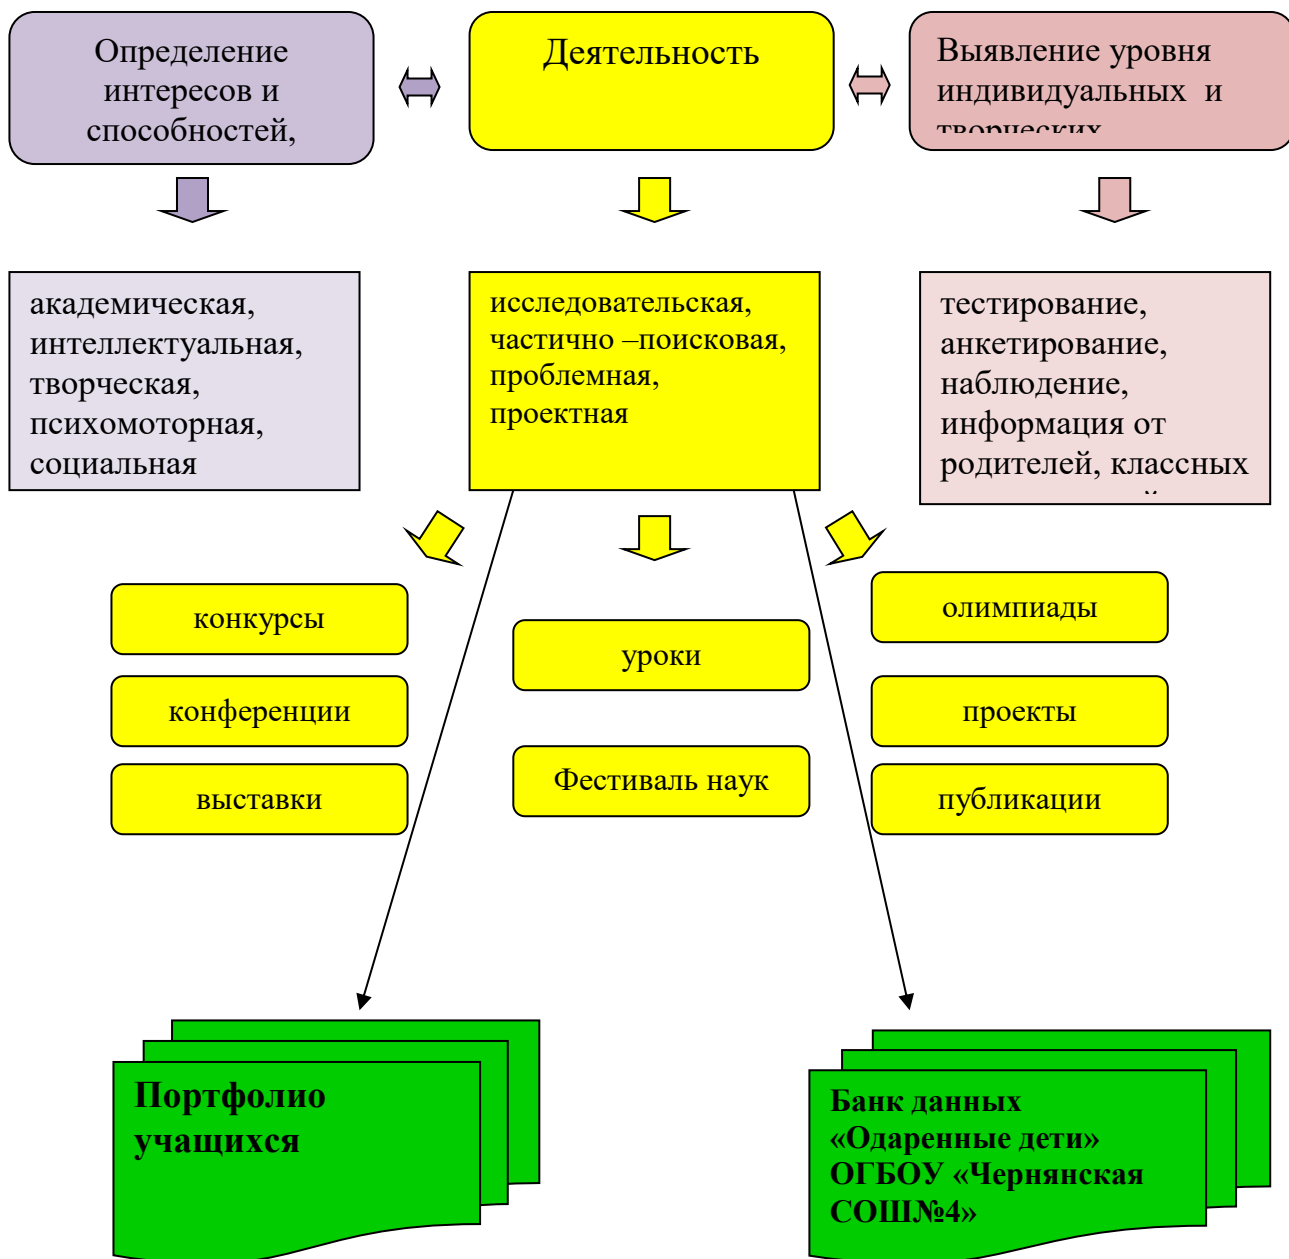 Определение
интересов и
способностей,
Деятельность
Выявление уровня
индивидуальных и
творческих
академическая,
интеллектуальная,
творческая,
психомоторная,
социальная
исследовательская,
частично –поисковая,
проблемная,
проектная
тестирование,
анкетирование,
наблюдение,
информация от
родителей, классных
конкурсы
конференции
выставки
уроки
Фестиваль наук
олимпиады
проекты
публикации
Портфолио
учащихся
Банк данных
«Одаренные дети»
ОГБОУ «Чернянская
СОШ№4»